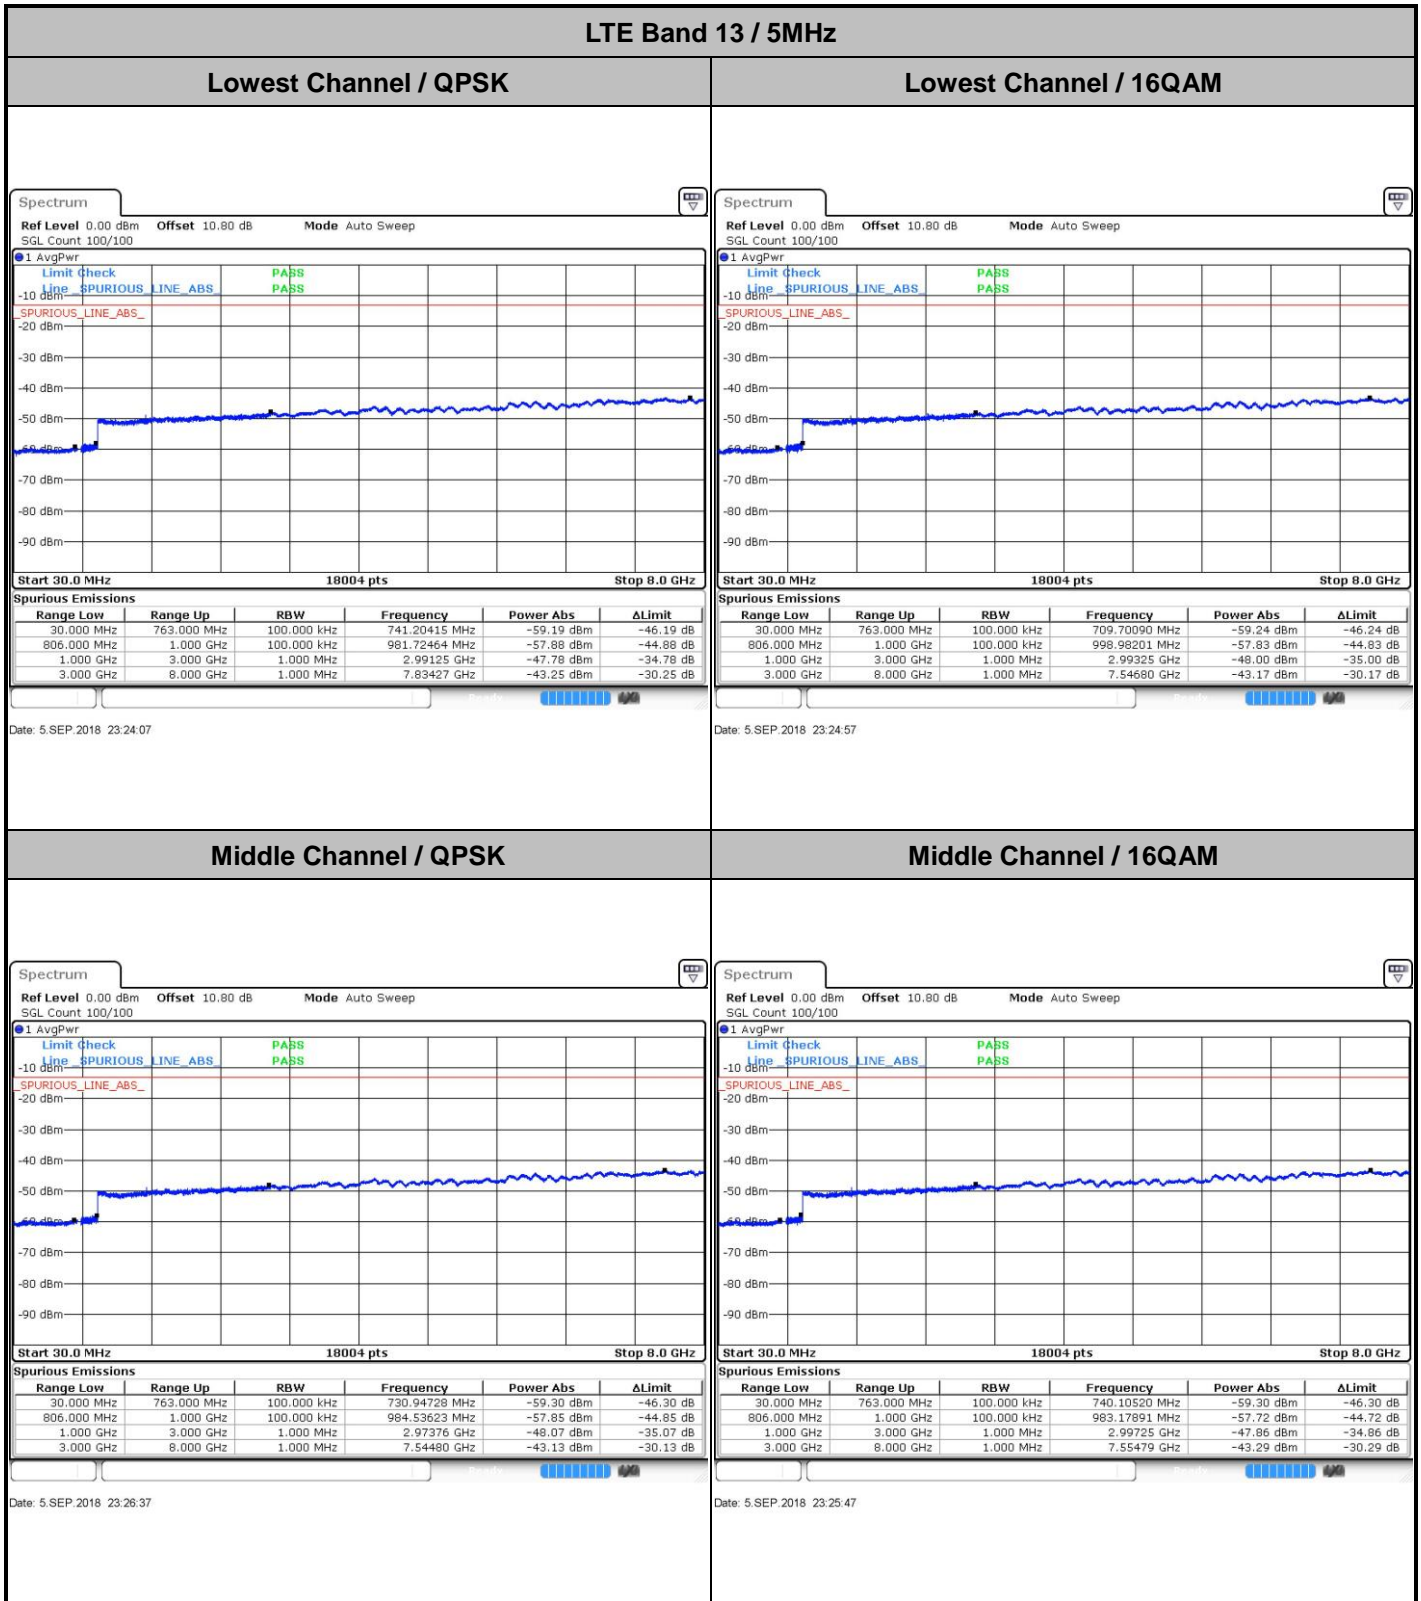 LTE Band 13 / 5MHz
Lowest Channel / QPSK
Lowest Channel / 16QAM
Spectrum
Ref Level 0.00 dBm Offset 10.80 dB Mode Auto Sweep
SGL Count 100/100
1 AvgPwr
Limit Check PASS
Line _SPURIOUS_LINE_ABS_ PASS
-10 dBm
_SPURIOUS_LINE_ABS_
-20 dBm
-30 dBm
-40 dBm
-50 dBm
-60 dBm
-70 dBm
-80 dBm
-90 dBm
Start 30.0 MHz 18004 pts Stop 8.0 GHz
Spurious Emissions
Range Low Range Up RBW Frequency Power Abs ΔLimit
30.000 MHz 763.000 MHz 100.000 kHz 741.20415 MHz -59.19 dBm -46.19 dB
806.000 MHz 1.000 GHz 100.000 kHz 981.72464 MHz -57.88 dBm -44.88 dB
1.000 GHz 3.000 GHz 1.000 MHz 2.99125 GHz -47.78 dBm -34.78 dB
3.000 GHz 8.000 GHz 1.000 MHz 7.83427 GHz -43.25 dBm -30.25 dB
Date: 5.SEP.2018 23:24:07
Spectrum
Ref Level 0.00 dBm Offset 10.80 dB Mode Auto Sweep
SGL Count 100/100
1 AvgPwr
Limit Check PASS
Line _SPURIOUS_LINE_ABS_ PASS
-10 dBm
_SPURIOUS_LINE_ABS_
-20 dBm
-30 dBm
-40 dBm
-50 dBm
-60 dBm
-70 dBm
-80 dBm
-90 dBm
Start 30.0 MHz 18004 pts Stop 8.0 GHz
Spurious Emissions
Range Low Range Up RBW Frequency Power Abs ΔLimit
30.000 MHz 763.000 MHz 100.000 kHz 709.70090 MHz -59.24 dBm -46.24 dB
806.000 MHz 1.000 GHz 100.000 kHz 998.98201 MHz -57.83 dBm -44.83 dB
1.000 GHz 3.000 GHz 1.000 MHz 2.99325 GHz -48.00 dBm -35.00 dB
3.000 GHz 8.000 GHz 1.000 MHz 7.54680 GHz -43.17 dBm -30.17 dB
Date: 5.SEP.2018 23:24:57
Middle Channel / QPSK
Middle Channel / 16QAM
Spectrum
Ref Level 0.00 dBm Offset 10.80 dB Mode Auto Sweep
SGL Count 100/100
1 AvgPwr
Limit Check PASS
Line _SPURIOUS_LINE_ABS_ PASS
-10 dBm
_SPURIOUS_LINE_ABS_
-20 dBm
-30 dBm
-40 dBm
-50 dBm
-60 dBm
-70 dBm
-80 dBm
-90 dBm
Start 30.0 MHz 18004 pts Stop 8.0 GHz
Spurious Emissions
Range Low Range Up RBW Frequency Power Abs ΔLimit
30.000 MHz 763.000 MHz 100.000 kHz 730.94728 MHz -59.30 dBm -46.30 dB
806.000 MHz 1.000 GHz 100.000 kHz 984.53623 MHz -57.85 dBm -44.85 dB
1.000 GHz 3.000 GHz 1.000 MHz 2.97376 GHz -48.07 dBm -35.07 dB
3.000 GHz 8.000 GHz 1.000 MHz 7.54480 GHz -43.13 dBm -30.13 dB
Date: 5.SEP.2018 23:26:37
Spectrum
Ref Level 0.00 dBm Offset 10.80 dB Mode Auto Sweep
SGL Count 100/100
1 AvgPwr
Limit Check PASS
Line _SPURIOUS_LINE_ABS_ PASS
-10 dBm
_SPURIOUS_LINE_ABS_
-20 dBm
-30 dBm
-40 dBm
-50 dBm
-60 dBm
-70 dBm
-80 dBm
-90 dBm
Start 30.0 MHz 18004 pts Stop 8.0 GHz
Spurious Emissions
Range Low Range Up RBW Frequency Power Abs ΔLimit
30.000 MHz 763.000 MHz 100.000 kHz 740.10520 MHz -59.30 dBm -46.30 dB
806.000 MHz 1.000 GHz 100.000 kHz 983.17891 MHz -57.72 dBm -44.72 dB
1.000 GHz 3.000 GHz 1.000 MHz 2.99725 GHz -47.86 dBm -34.86 dB
3.000 GHz 8.000 GHz 1.000 MHz 7.55479 GHz -43.29 dBm -30.29 dB
Date: 5.SEP.2018 23:25:47